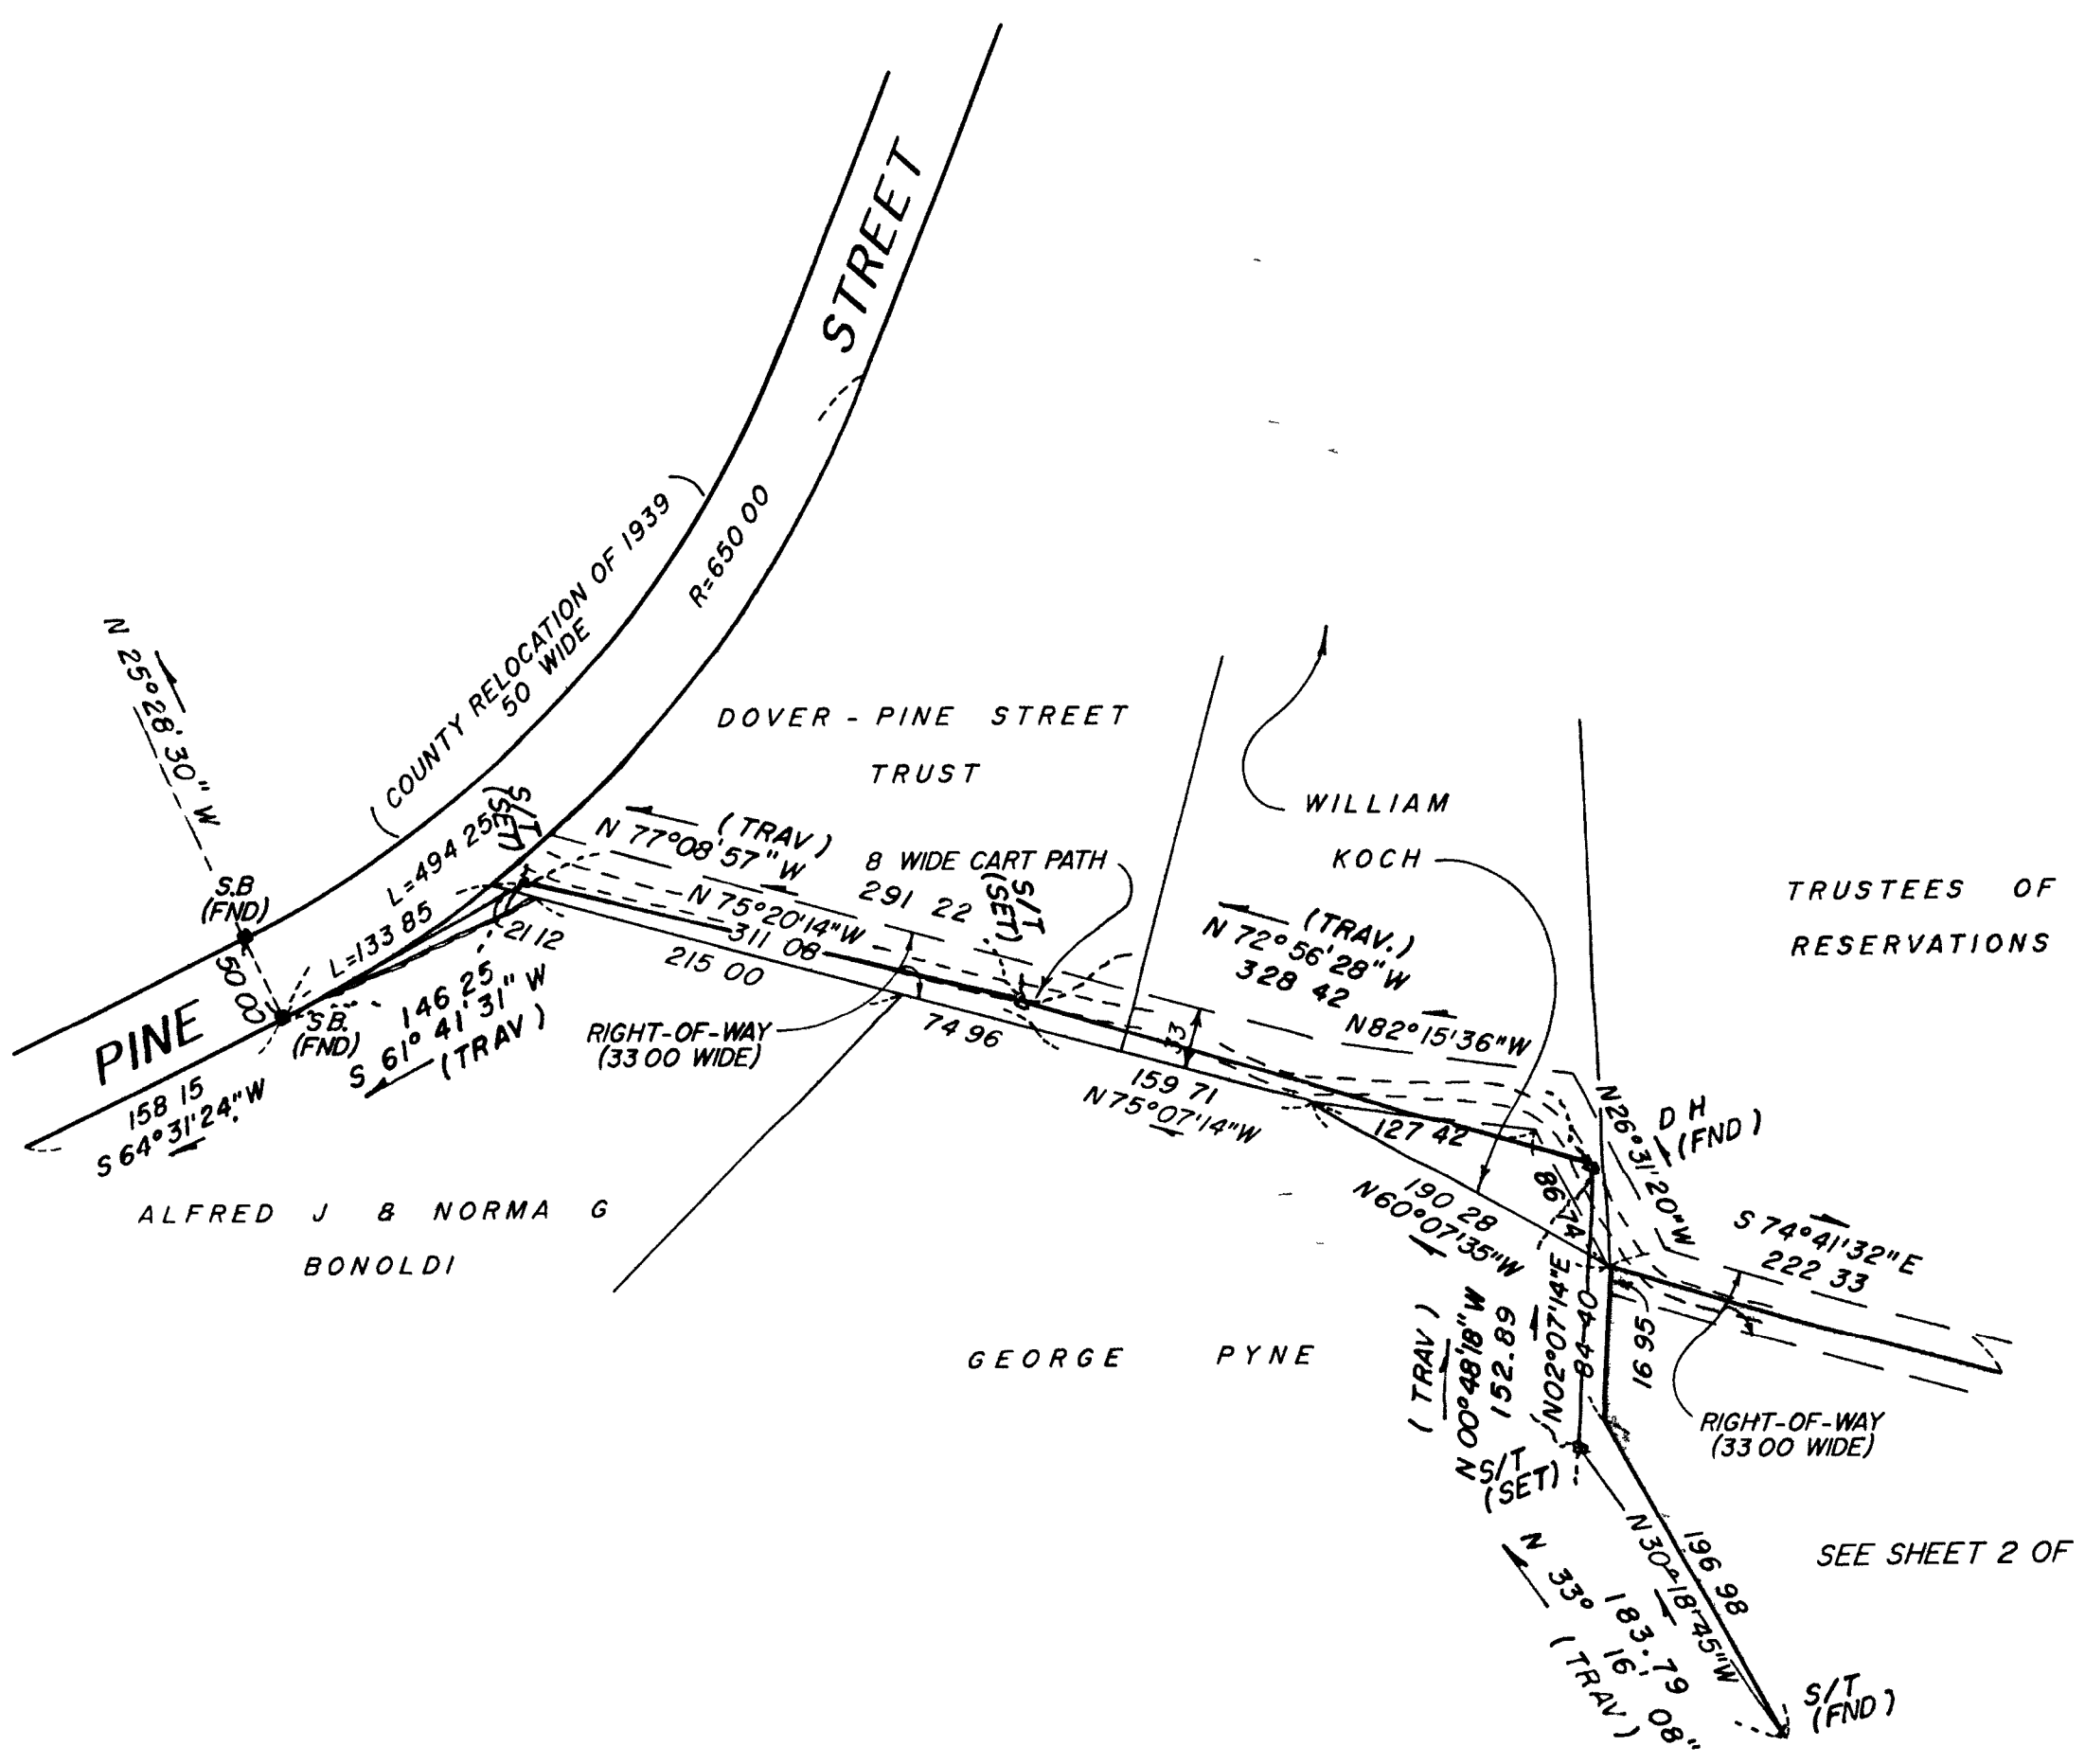 STREET
COUNTY RELOCATION OF 1939
50 WIDE
R=650 00
N 25°28'30" W
S.B
(FND)
50 00
L=494 25
L=133 85
S/T
(SET)
PINE
S.B.
(FND)
158 15
S 64°31'24" W
146 25
S 61°41'31" W
(TRAV)
21 12
DOVER - PINE STREET
TRUST
(TRAV)
N 77°08'57" W
291 22
N 75°20'14" W
311 08
215 00
8 WIDE CART PATH
S/T
(SET)
RIGHT-OF-WAY
(33 00 WIDE)
74 96
(TRAV.)
N 72°56'28" W
328 42
33
N82°15'36"W
159 71
N75°07'14"W
127 42
WILLIAM
KOCH
TRUSTEES OF
RESERVATIONS
N26°31'20"W
D H
(FND)
86 74
190 28
N60°07'35"W
S 74°41'32" E
222 33
ALFRED J & NORMA G
BONOLDI
GEORGE PYNE
(TRAV)
N 00°48'18" W
152.89
N02°07'14"E
84 40
16 95
RIGHT-OF-WAY
(33 00 WIDE)
S/T
(SET)
196 98
N30°18'45"W
183.79
N 33° 16' 08"
(TRAV)
S/T
(FND)
SEE SHEET 2 OF